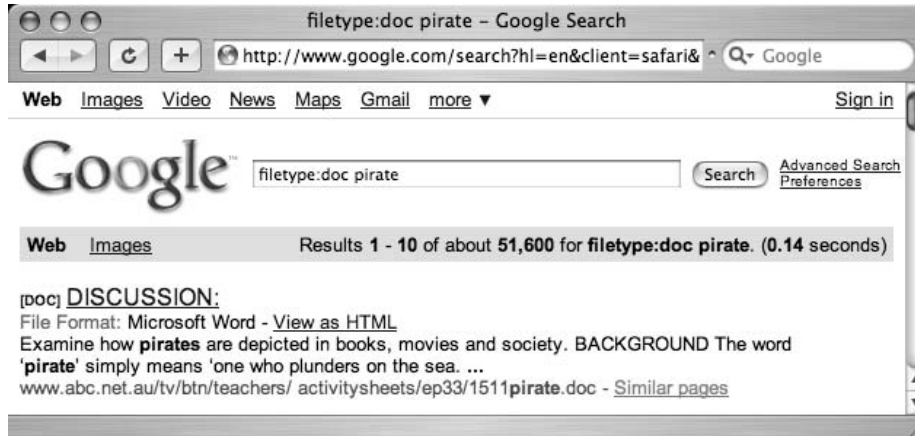 filetype:doc pirate – Google Search
http://www.google.com/search?hl=en&client=safari& Google
Web Images Video News Maps Gmail more ▼ Sign in
Google™ filetype:doc pirate Search Advanced Search
Preferences
Web Images Results 1 - 10 of about 51,600 for filetype:doc pirate. (0.14 seconds)
[DOC] DISCUSSION:
File Format: Microsoft Word - View as HTML
Examine how pirates are depicted in books, movies and society. BACKGROUND The word
'pirate' simply means 'one who plunders on the sea. ...
www.abc.net.au/tv/btn/teachers/ activitysheets/ep33/1511pirate.doc - Similar pages